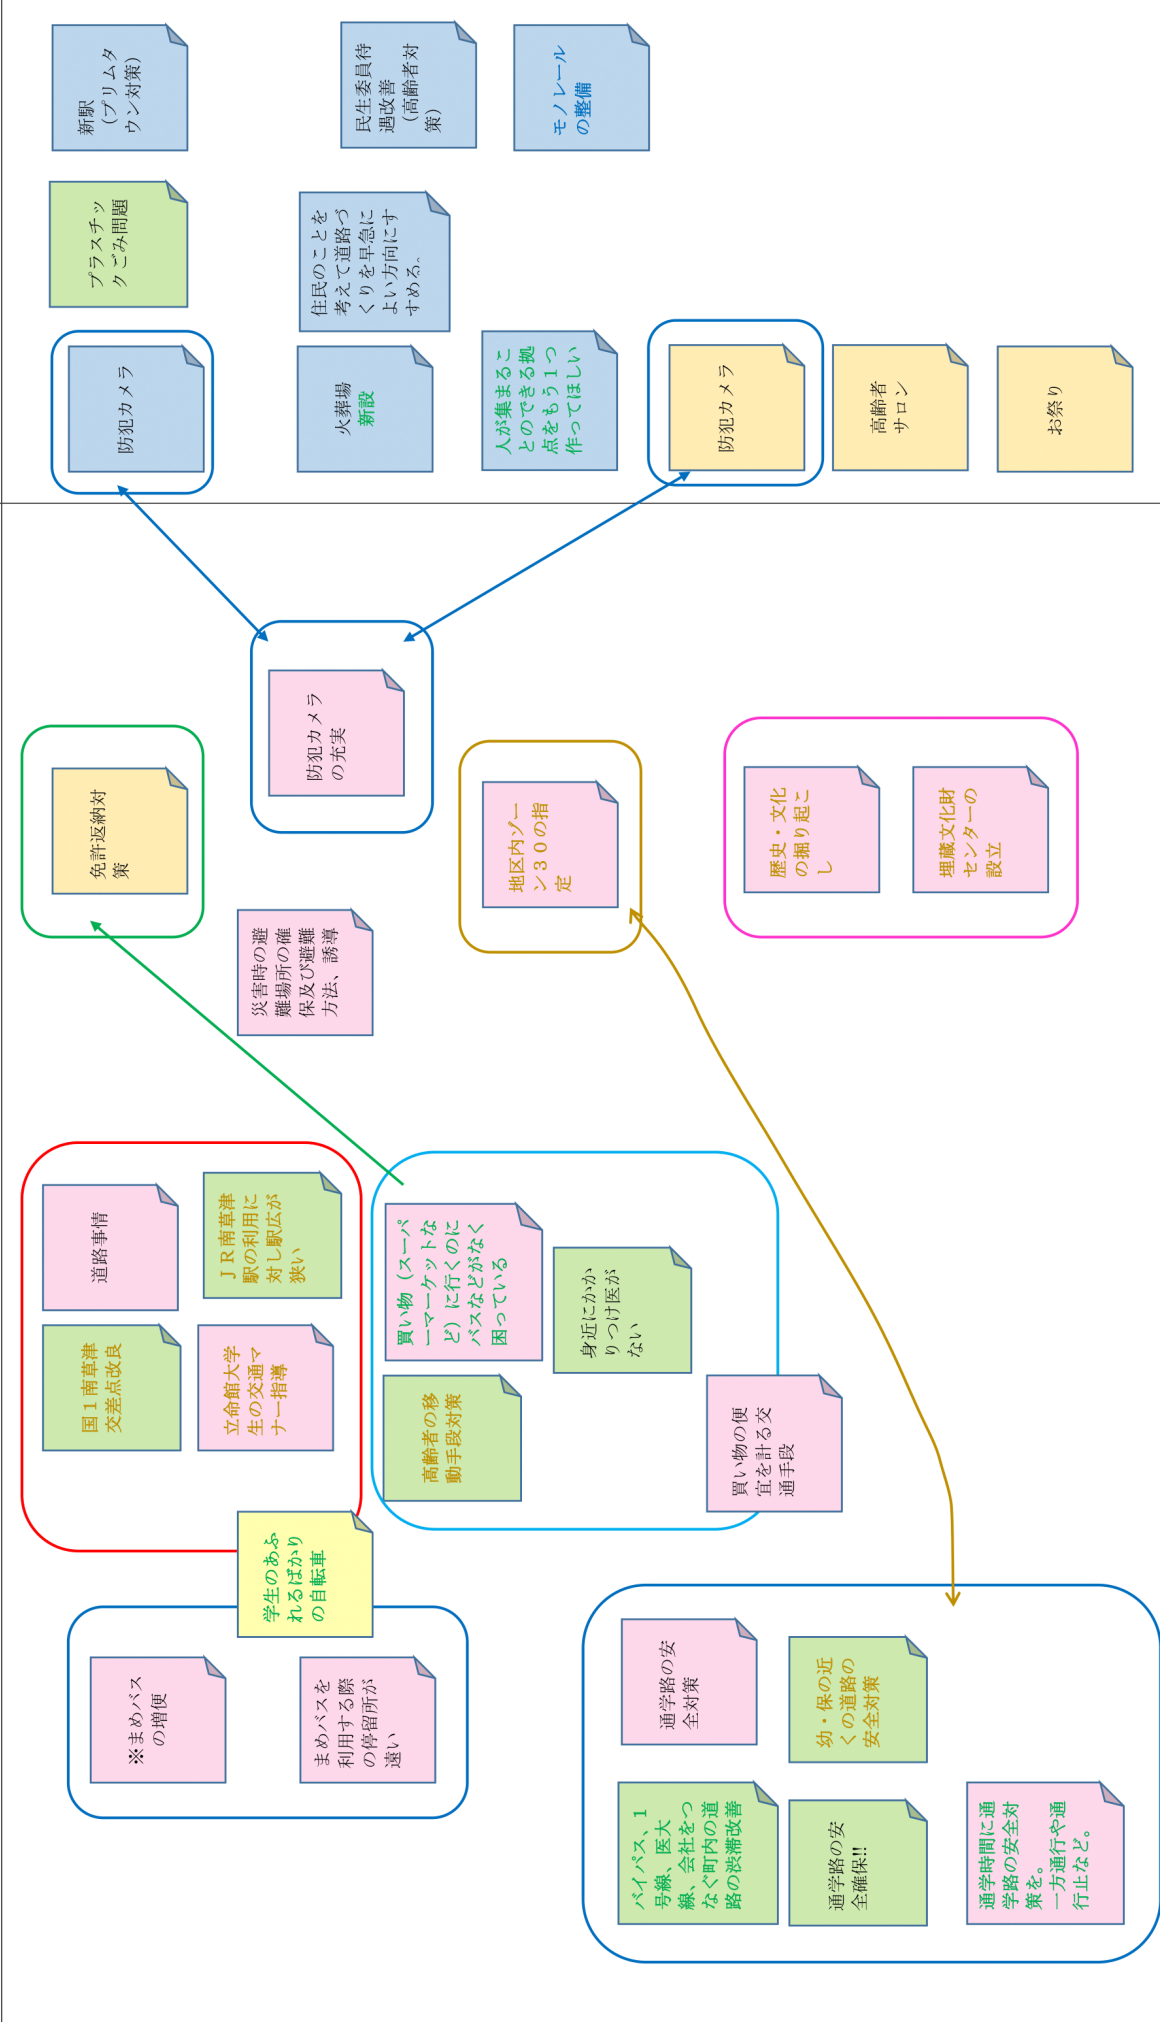 ※まめバス
の増便
まめバスを
利用する際
の停留所が
遠い
学生のあふ
れるばかり
の自転車
バイパス、1
号線、医大
線、会社をつ
なぐ町内の道
路の渋滞改善
通学路の安
全対策
通学路の安
全確保!!
幼・保の近
くの道路の
安全対策
通学時間に通
学路の安全対
策を。
一方通行や通
行止など。
国１南草津
交差点改良
道路事情
立命館大学
生の交通マ
ナー指導
ＪＲ南草津
駅の利用に
対し駅広が
狭い
高齢者の移
動手段対策
買い物（スーパ
ーマーケットな
ど）に行くのに
バスなどがなく
困っている
身近にかか
りつけ医が
ない
買い物の便
宜を計る交
通手段
免許返納対
策
災害時の避
難場所の確
保及び避難
方法、誘導
防犯カメラ
の充実
地区内ゾー
ン３０の指
定
歴史・文化
の掘り起こ
し
埋蔵文化財
センターの
設立
防犯カメラ
プラスチッ
クごみ問題
新駅
（プリムタ
ウン対策）
火葬場
新設
住民のことを
考えて道路づ
くりを早急に
よい方向にす
すめる。
民生委員待
遇改善
（高齢者対
策）
人が集まるこ
とのできる拠
点をもう１つ
作ってほしい
モノレール
の整備
防犯カメラ
高齢者
サロン
お祭り